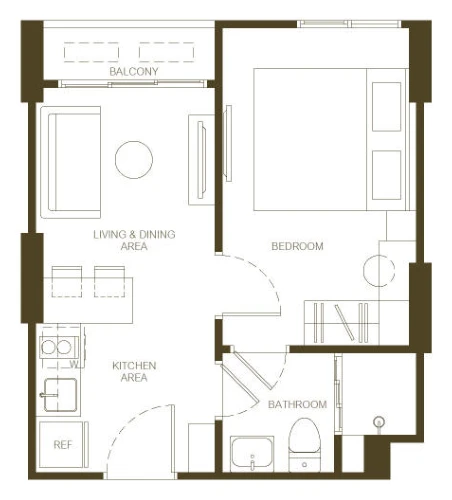 BALCONY
LIVING & DINING
AREA
BEDROOM
KITCHEN
AREA
W
BATHROOM
REF